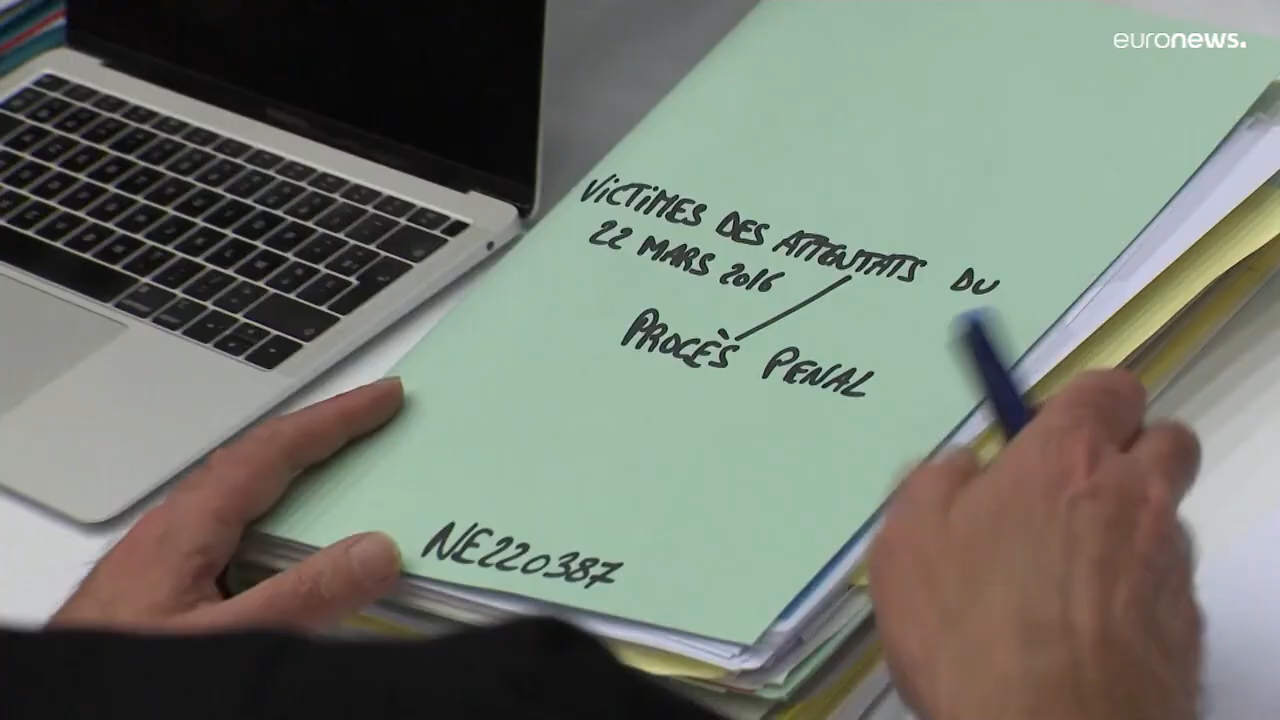 euronews.
VICTIMES DES ATTENTATS DU
22 MARS 2016
PROCÈS PENAL
NE220387